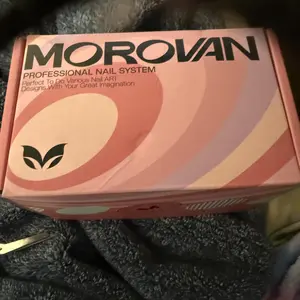 MOROVAN
PROFESSIONAL NAIL SYSTEM
Perfect To Do Various Nail ART
Designs With Your Great Imagination